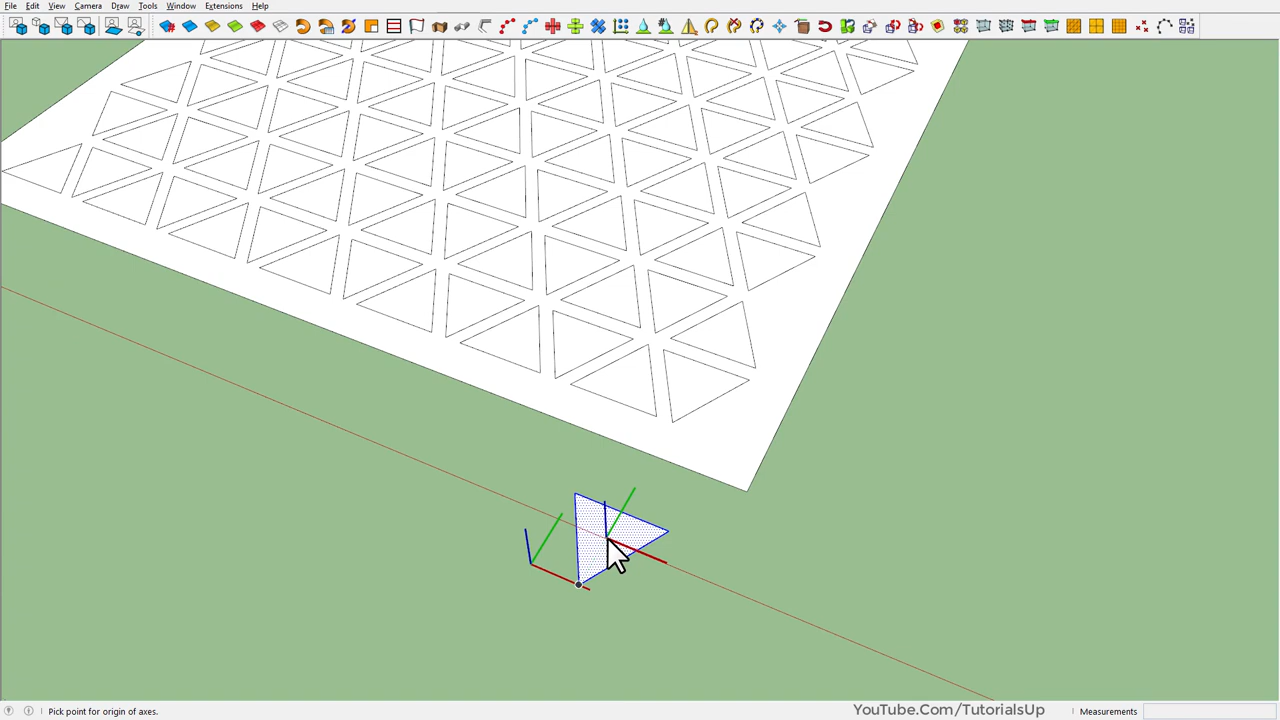 File Edit View Camera Draw Tools Window Extensions Help
Pick point for origin of axes.
YouTube.Com/TutorialsUp
Measurements